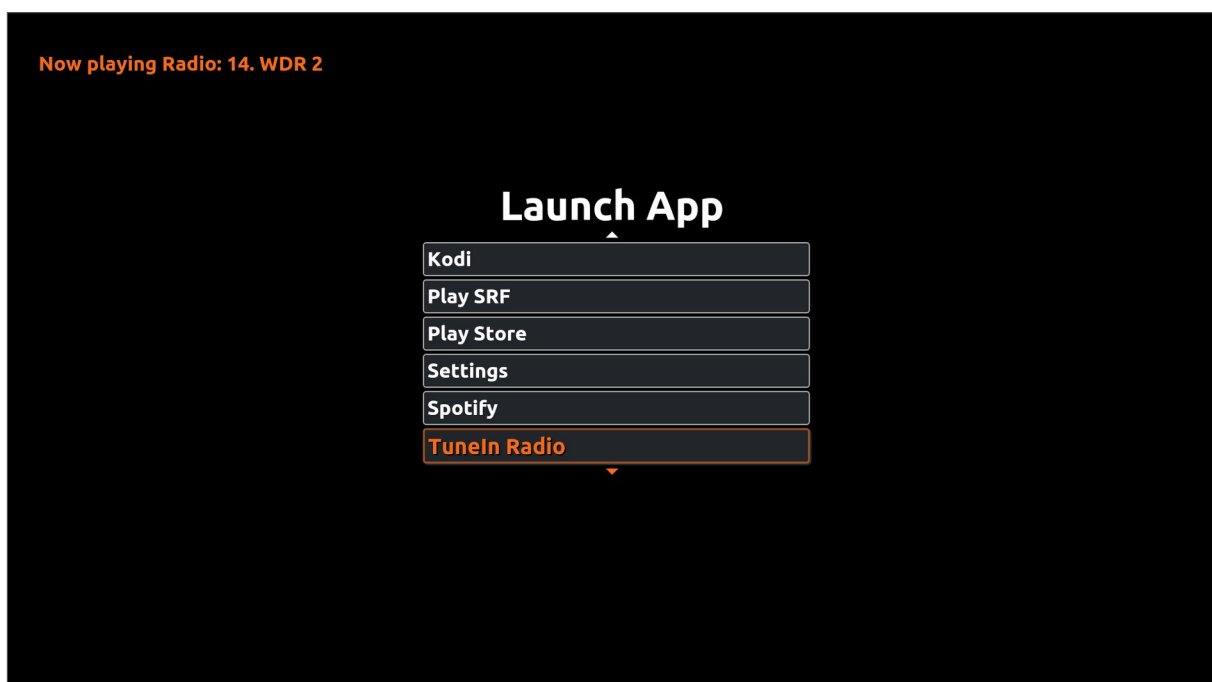 Now playing Radio: 14. WDR 2
Launch App
Kodi
Play SRF
Play Store
Settings
Spotify
TuneIn Radio